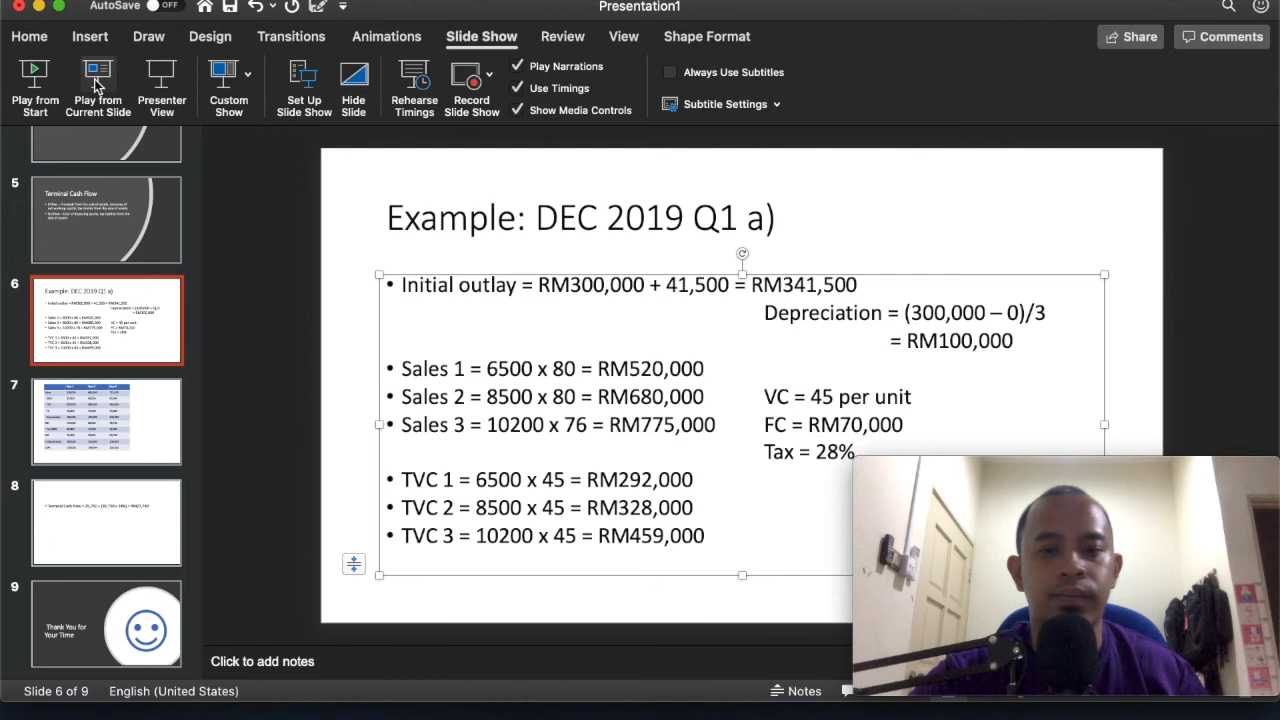 AutoSave OFF
Presentation1
Home Insert Draw Design Transitions Animations Slide Show Review View Shape Format Share Comments
Play from Start
Play from Current Slide
Presenter View
Custom Show
Set Up Slide Show
Hide Slide
Rehearse Timings
Record Slide Show
Play Narrations
Use Timings
Show Media Controls
Always Use Subtitles
Subtitle Settings
5
Terminal Cash Flow
6
Example: DEC 2019 Q1 a)
7
8
9
Thank You for
Your Time
Example: DEC 2019 Q1 a)
• Initial outlay = RM300,000 + 41,500 = RM341,500
Depreciation = (300,000 – 0)/3
= RM100,000
• Sales 1 = 6500 x 80 = RM520,000
• Sales 2 = 8500 x 80 = RM680,000 VC = 45 per unit
• Sales 3 = 10200 x 76 = RM775,000 FC = RM70,000
Tax = 28%
• TVC 1 = 6500 x 45 = RM292,000
• TVC 2 = 8500 x 45 = RM328,000
• TVC 3 = 10200 x 45 = RM459,000
Click to add notes
Slide 6 of 9 English (United States) Notes